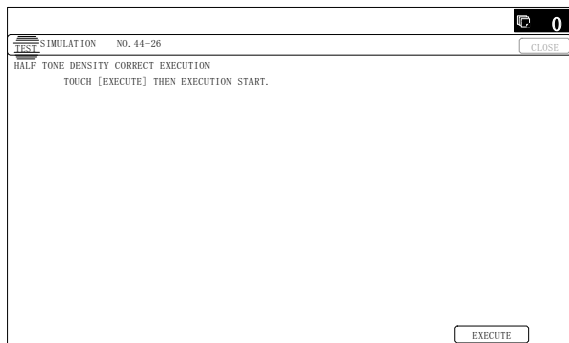 0
TEST SIMULATION NO. 44-26
CLOSE
HALF TONE DENSITY CORRECT EXECUTION
TOUCH [EXECUTE] THEN EXECUTION START.
EXECUTE